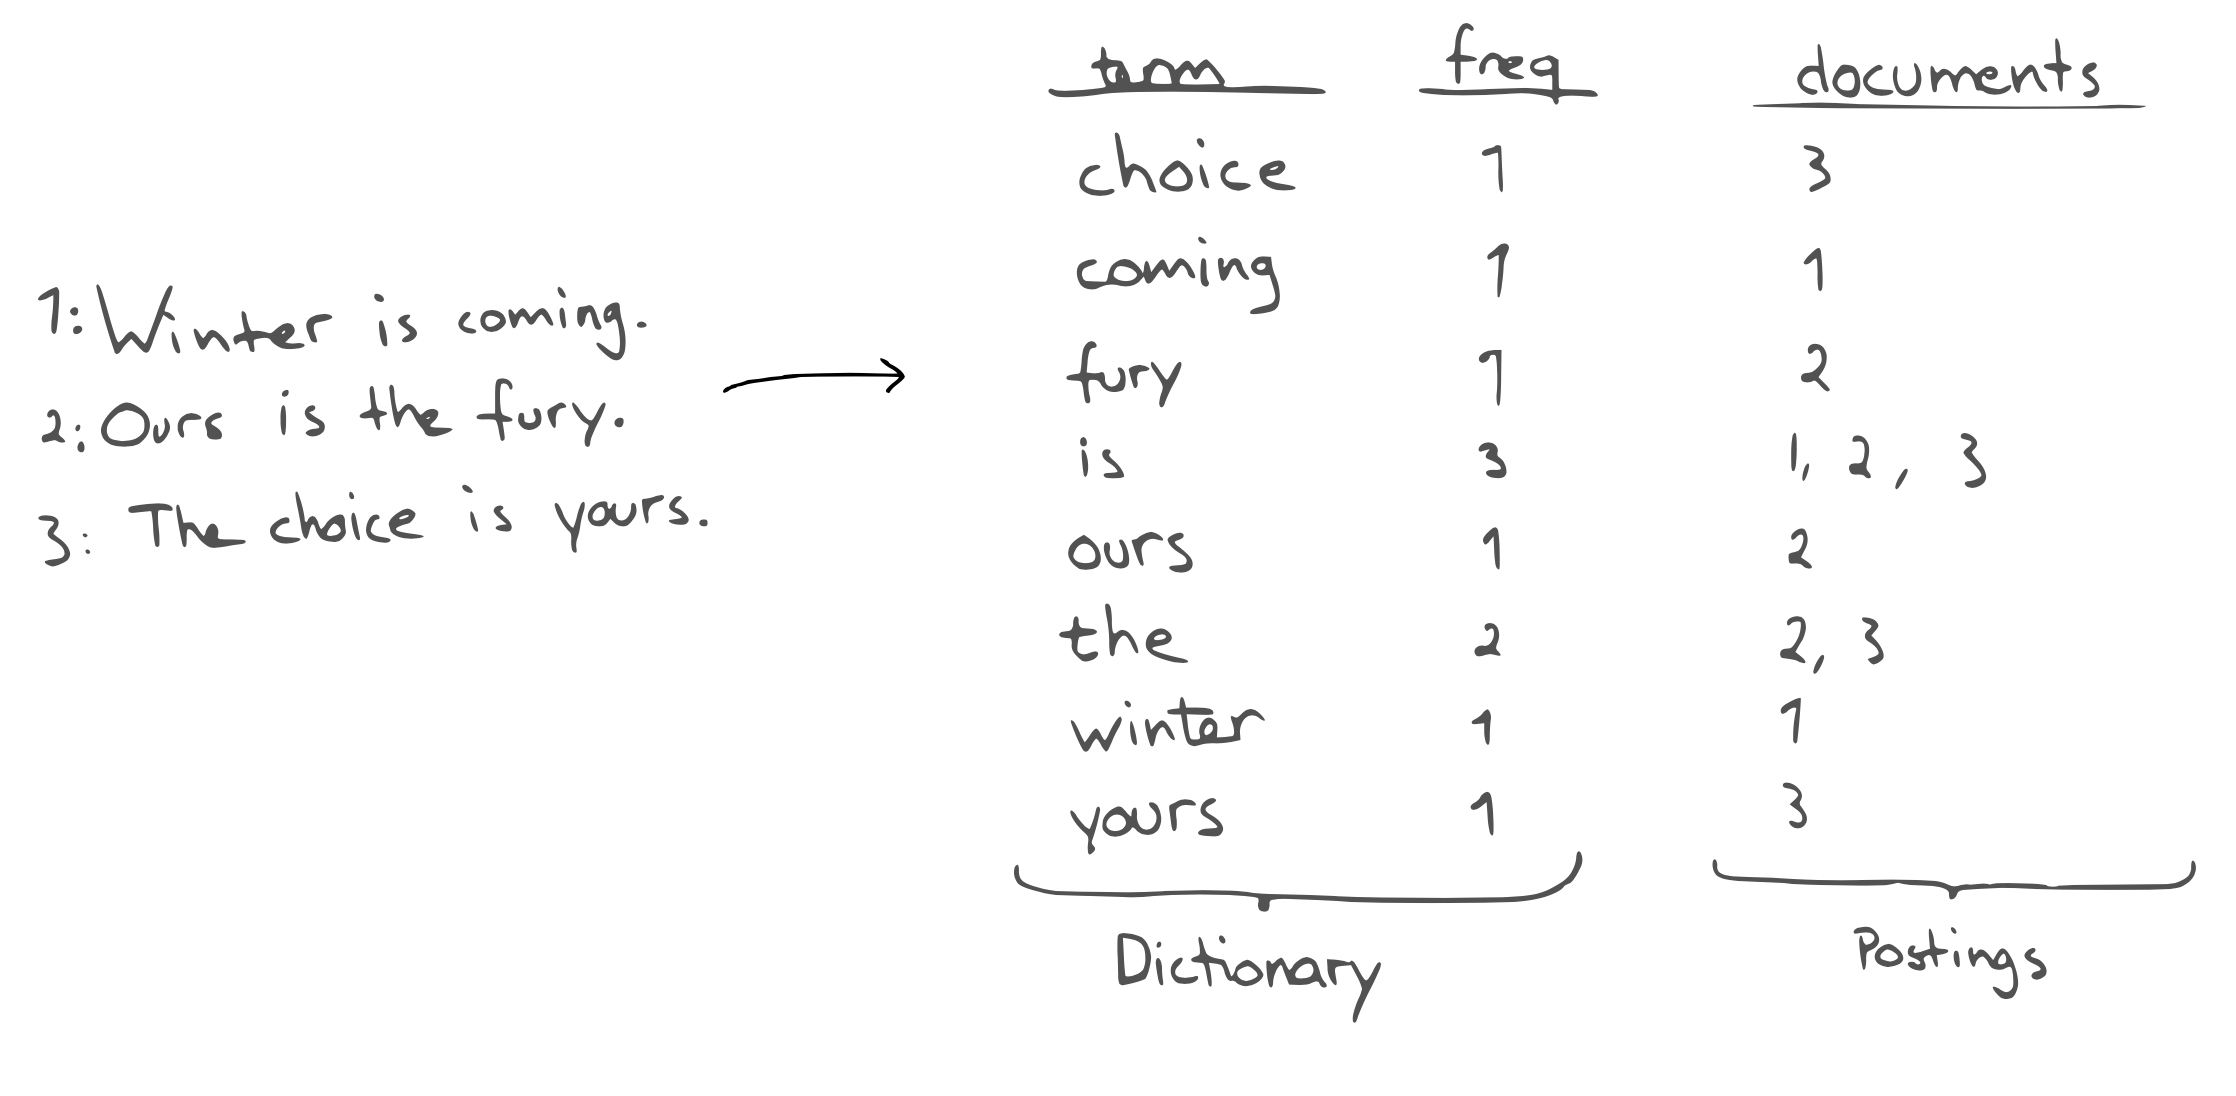 1: Winter is coming.
2: Ours is the fury.
3: The choice is yours.
term freq documents
choice 1 3
coming 1 1
fury 1 2
is 3 1, 2, 3
ours 1 2
the 2 2, 3
winter 1 1
yours 1 3
Dictionary Postings